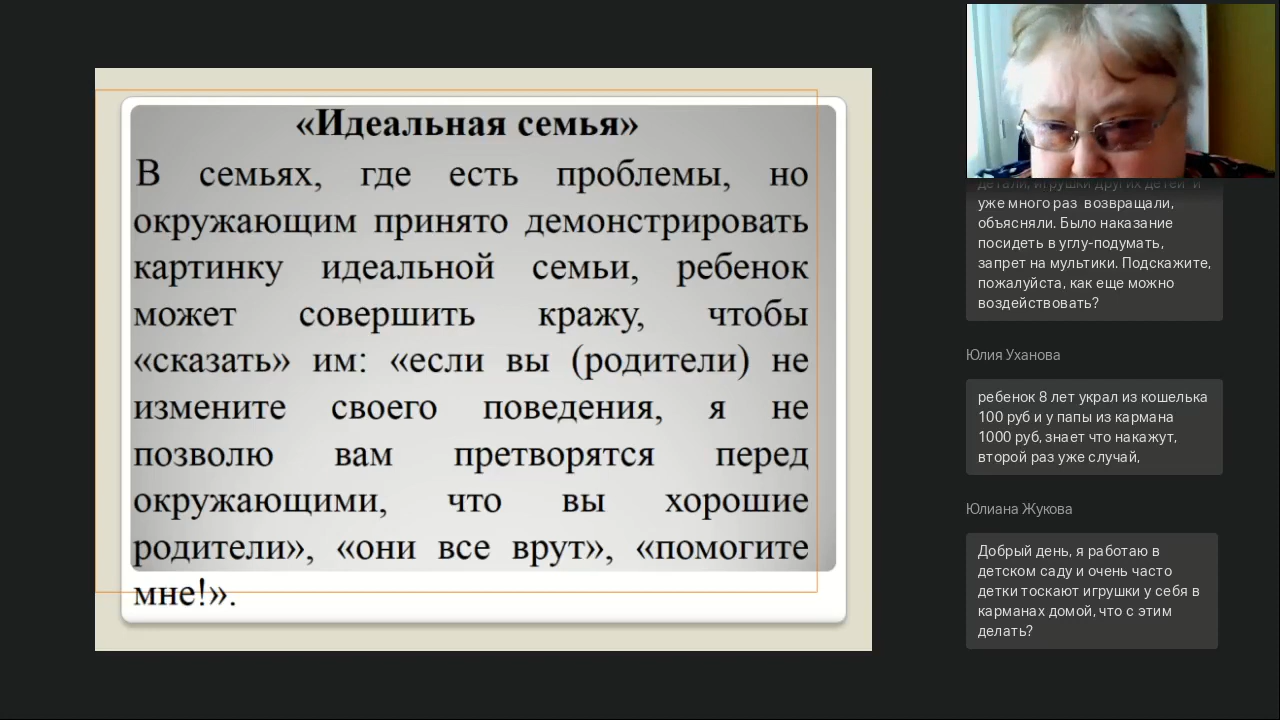 «Идеальная семья»
В семьях, где есть проблемы, но
окружающим принято демонстрировать
картинку идеальной семьи, ребенок
может совершить кражу, чтобы
«сказать» им: «если вы (родители) не
измените своего поведения, я не
позволю вам претворятся перед
окружающими, что вы хорошие
родители», «они все врут», «помогите
мне!».
детали, игрушки других детей и
уже много раз возвращали,
объясняли. Было наказание
посидеть в углу-подумать,
запрет на мультики. Подскажите,
пожалуйста, как еще можно
воздействовать?
Юлия Уханова
ребенок 8 лет украл из кошелька
100 руб и у папы из кармана
1000 руб, знает что накажут,
второй раз уже случай,
Юлиана Жукова
Добрый день, я работаю в
детском саду и очень часто
детки тоскают игрушки у себя в
карманах домой, что с этим
делать?